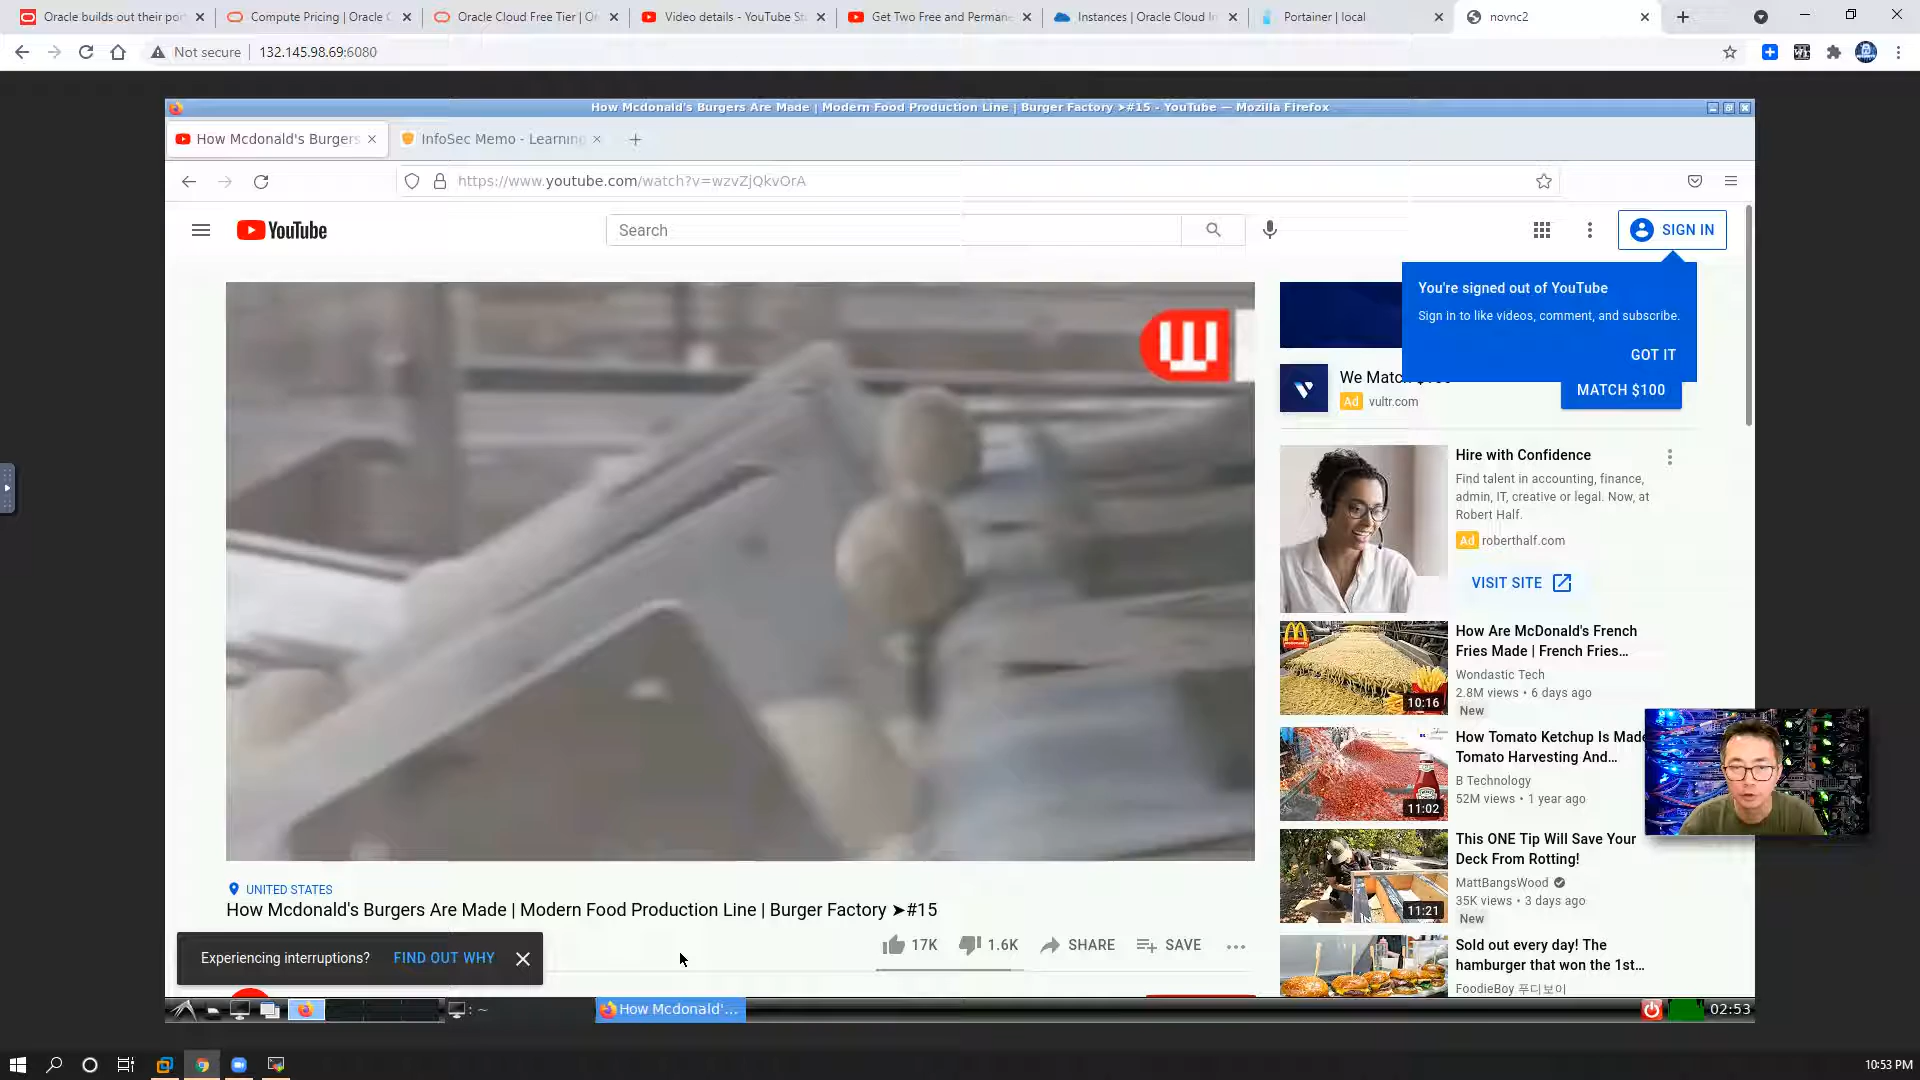 Oracle builds out their por
Compute Pricing | Oracle C
Oracle Cloud Free Tier | O
Video details - YouTube St
Get Two Free and Permane
Instances | Oracle Cloud In
Portainer | local
novnc2
Not secure
132.145.98.69:6080
How Mcdonald's Burgers Are Made | Modern Food Production Line | Burger Factory ➤#15 - YouTube — Mozilla Firefox
How Mcdonald's Burgers
InfoSec Memo - Learning
https://www.youtube.com/watch?v=wzvZjQkvOrA
YouTube
Search
SIGN IN
You're signed out of YouTube
Sign in to like videos, comment, and subscribe.
GOT IT
We Match
Ad vultr.com
MATCH $100
Hire with Confidence
Find talent in accounting, finance,
admin, IT, creative or legal. Now, at
Robert Half.
Ad roberthalf.com
VISIT SITE
How Are McDonald's French
Fries Made | French Fries...
Wondastic Tech
2.8M views • 6 days ago
New
10:16
How Tomato Ketchup Is Made
Tomato Harvesting And...
B Technology
52M views • 1 year ago
11:02
This ONE Tip Will Save Your
Deck From Rotting!
MattBangsWood
35K views • 3 days ago
New
11:21
Sold out every day! The
hamburger that won the 1st...
FoodieBoy 푸디보이
UNITED STATES
How Mcdonald's Burgers Are Made | Modern Food Production Line | Burger Factory ➤#15
17K
1.6K
SHARE
SAVE
Experiencing interruptions?
FIND OUT WHY
: ~
How Mcdonald'...
02:53
10:53 PM